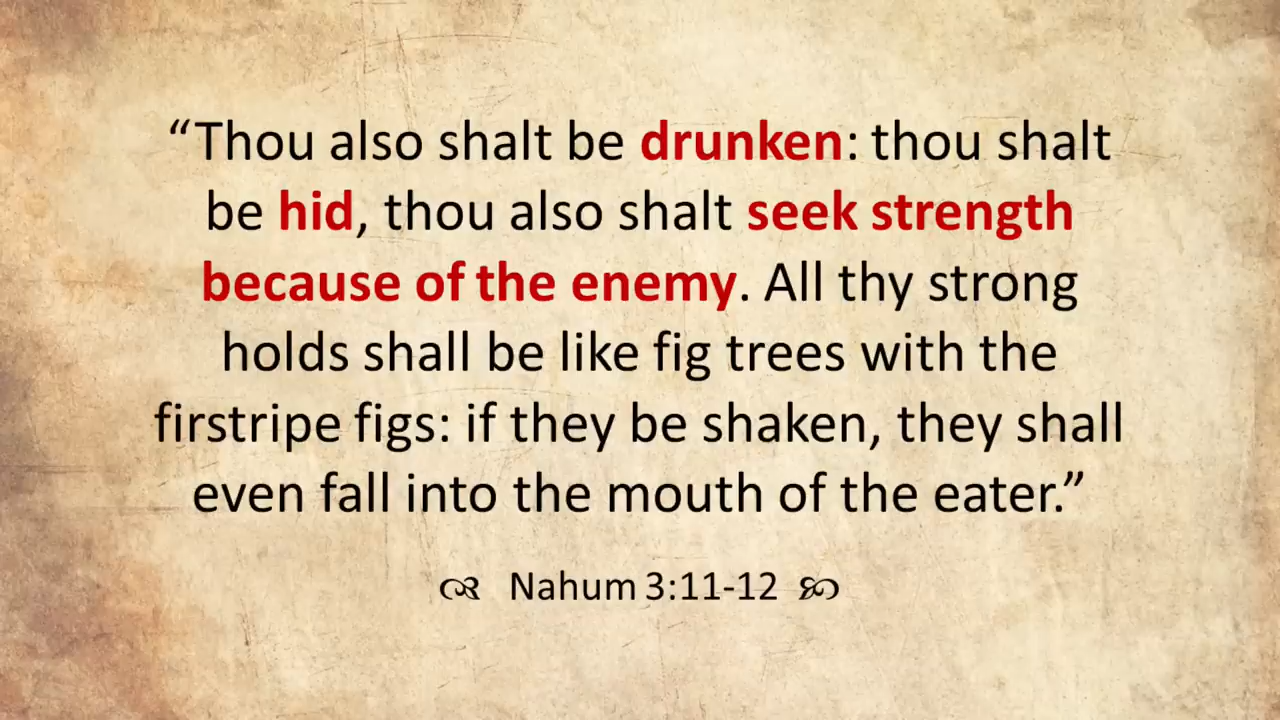 “Thou also shalt be drunken: thou shalt
be hid, thou also shalt seek strength
because of the enemy. All thy strong
holds shall be like fig trees with the
firstripe figs: if they be shaken, they shall
even fall into the mouth of the eater.”
Nahum 3:11-12